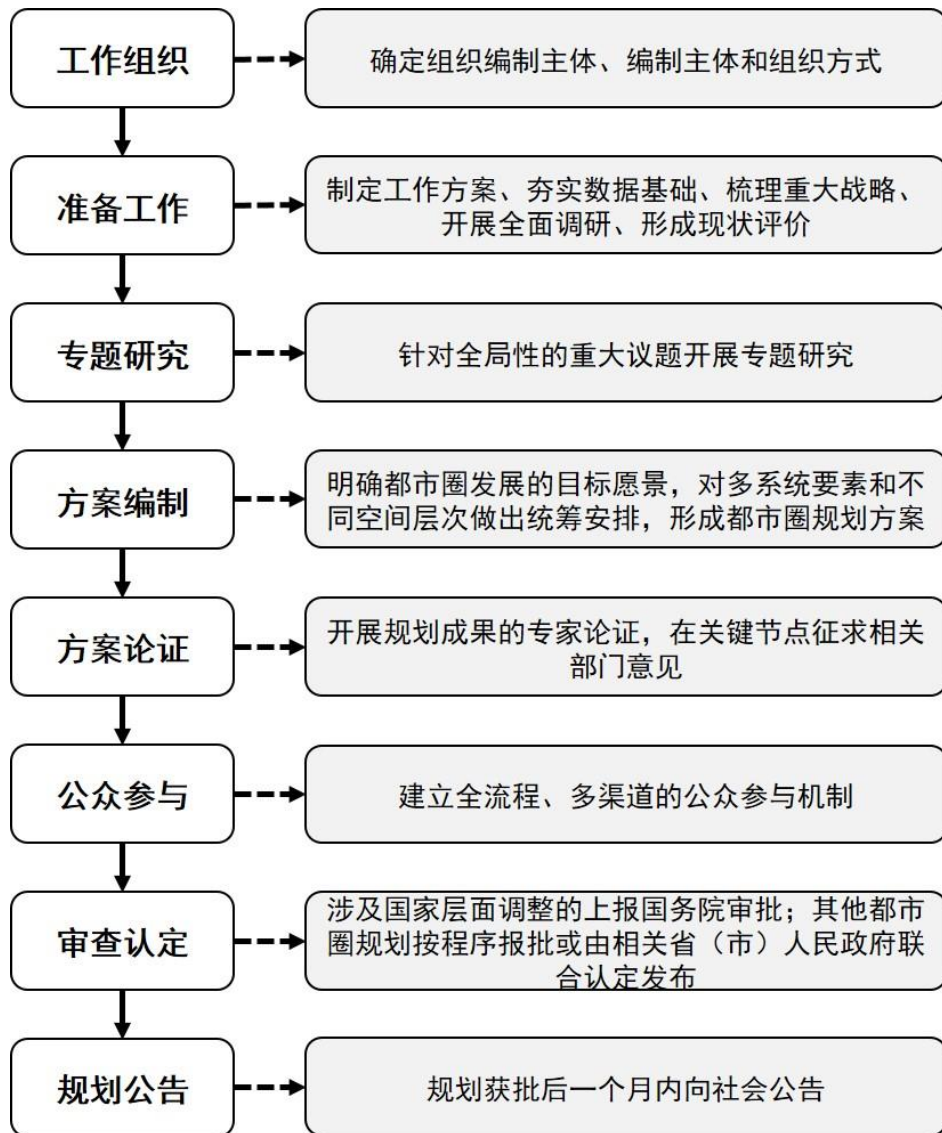 工作组织
确定组织编制主体、编制主体和组织方式
准备工作
制定工作方案、夯实数据基础、梳理重大战略、
开展全面调研、形成现状评价
专题研究
针对全局性的重大议题开展专题研究
方案编制
明确都市圈发展的目标愿景，对多系统要素和不
同空间层次做出统筹安排，形成都市圈规划方案
方案论证
开展规划成果的专家论证，在关键节点征求相关
部门意见
公众参与
建立全流程、多渠道的公众参与机制
审查认定
涉及国家层面调整的上报国务院审批；其他都市
圈规划按程序报批或由相关省（市）人民政府联
合认定发布
规划公告
规划获批后一个月内向社会公告